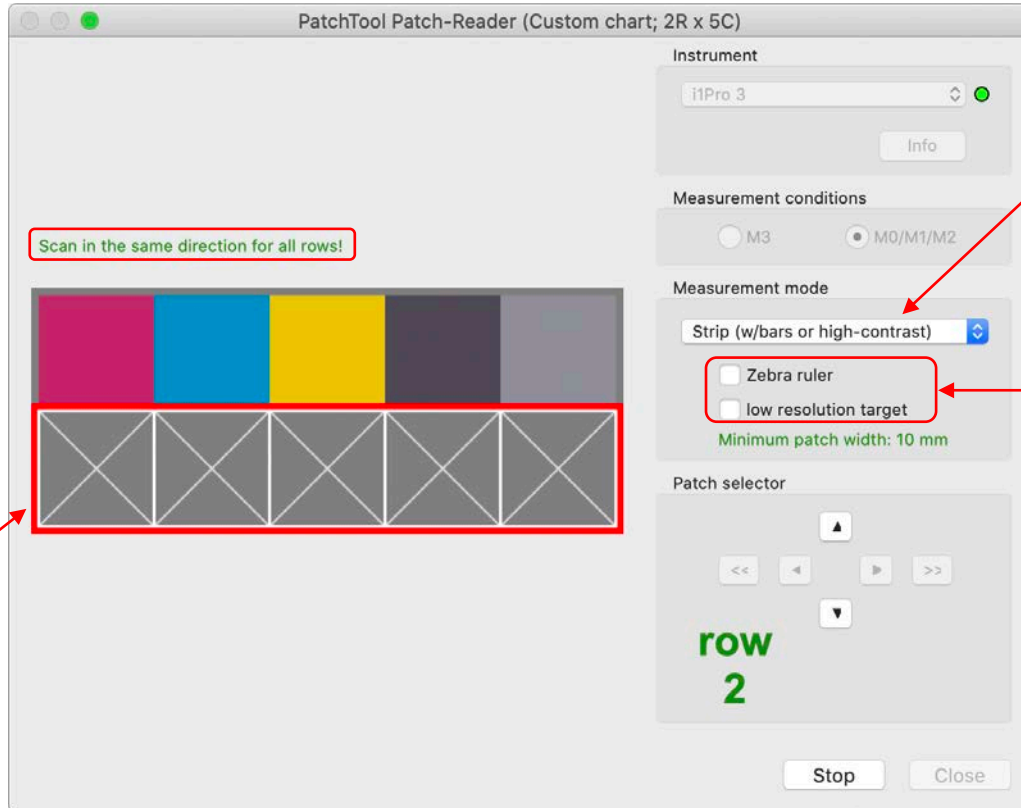 PatchTool Patch-Reader (Custom chart; 2R x 5C)
Instrument
i1Pro 3
Info
Measurement conditions
M3 M0/M1/M2
Scan in the same direction for all rows!
Measurement mode
Strip (w/bars or high-contrast)
Zebra ruler
low resolution target
Minimum patch width: 10 mm
Patch selector
<< >>
row
2
Stop Close